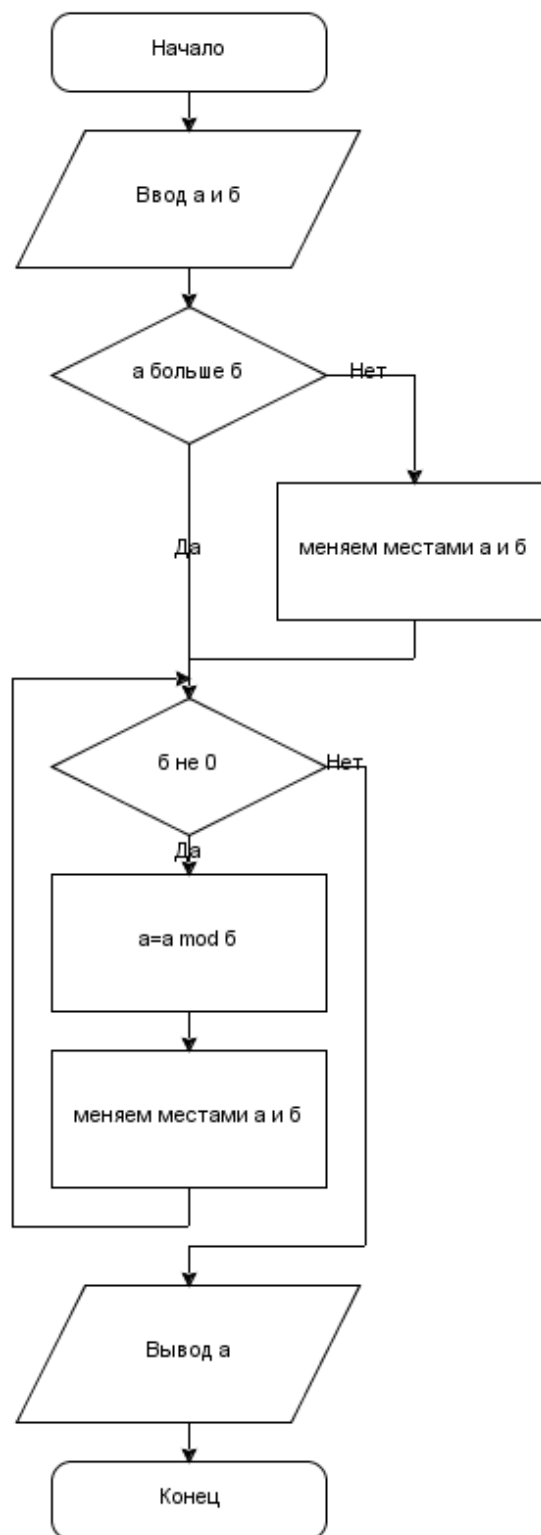 Начало
Ввод а и б
а больше б
Нет
Да
меняем местами а и б
б не 0
Нет
Да
а=а mod б
меняем местами а и б
Вывод а
Конец